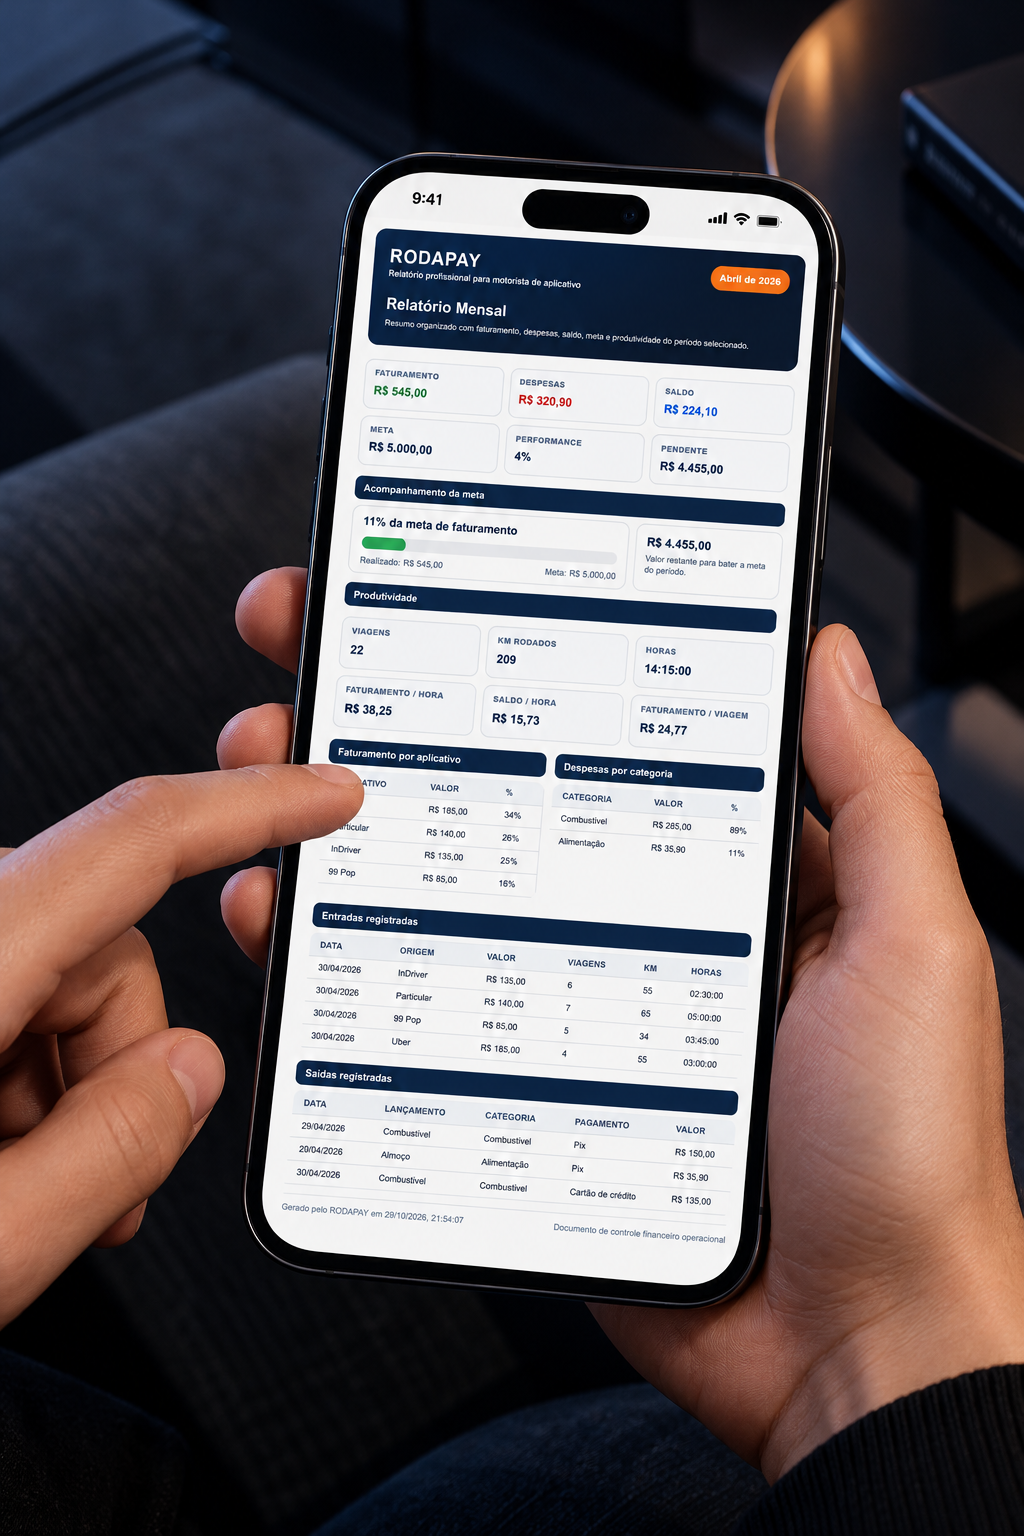 9:41
RODAPAY
Relatório profissional para motorista de aplicativo
Abril de 2026
Relatório Mensal
Resumo organizado com faturamento, despesas, saldo, meta e produtividade do período selecionado.
FATURAMENTO DESPESAS SALDO
R$ 545,00 R$ 320,90 R$ 224,10
META PERFORMANCE PENDENTE
R$ 5.000,00 4% R$ 4.455,00
Acompanhamento da meta
11% da meta de faturamento
Realizado: R$ 545,00 Meta: R$ 5.000,00
R$ 4.455,00
Valor restante para bater a meta
do período.
Produtividade
VIAGENS KM RODADOS HORAS
22 209 14:15:00
FATURAMENTO / HORA SALDO / HORA FATURAMENTO / VIAGEM
R$ 38,25 R$ 15,73 R$ 24,77
Faturamento por aplicativo
ATIVO VALOR %
R$ 185,00 34%
articular R$ 140,00 26%
InDriver R$ 135,00 25%
99 Pop R$ 85,00 16%
Despesas por categoria
CATEGORIA VALOR %
Combustível R$ 285,00 89%
Alimentação R$ 35,90 11%
Entradas registradas
DATA ORIGEM VALOR VIAGENS KM HORAS
30/04/2026 InDriver R$ 135,00 6 55 02:30:00
30/04/2026 Particular R$ 140,00 7 65 05:00:00
30/04/2026 99 Pop R$ 85,00 5 34 03:45:00
30/04/2026 Uber R$ 185,00 4 55 03:00:00
Saídas registradas
DATA LANÇAMENTO CATEGORIA PAGAMENTO VALOR
29/04/2026 Combustível Combustível Pix R$ 150,00
20/04/2026 Almoço Alimentação Pix R$ 35,90
30/04/2026 Combustível Combustível Cartão de crédito R$ 135,00
Gerado pelo RODAPAY em 29/10/2026, 21:54:07
Documento de controle financeiro operacional